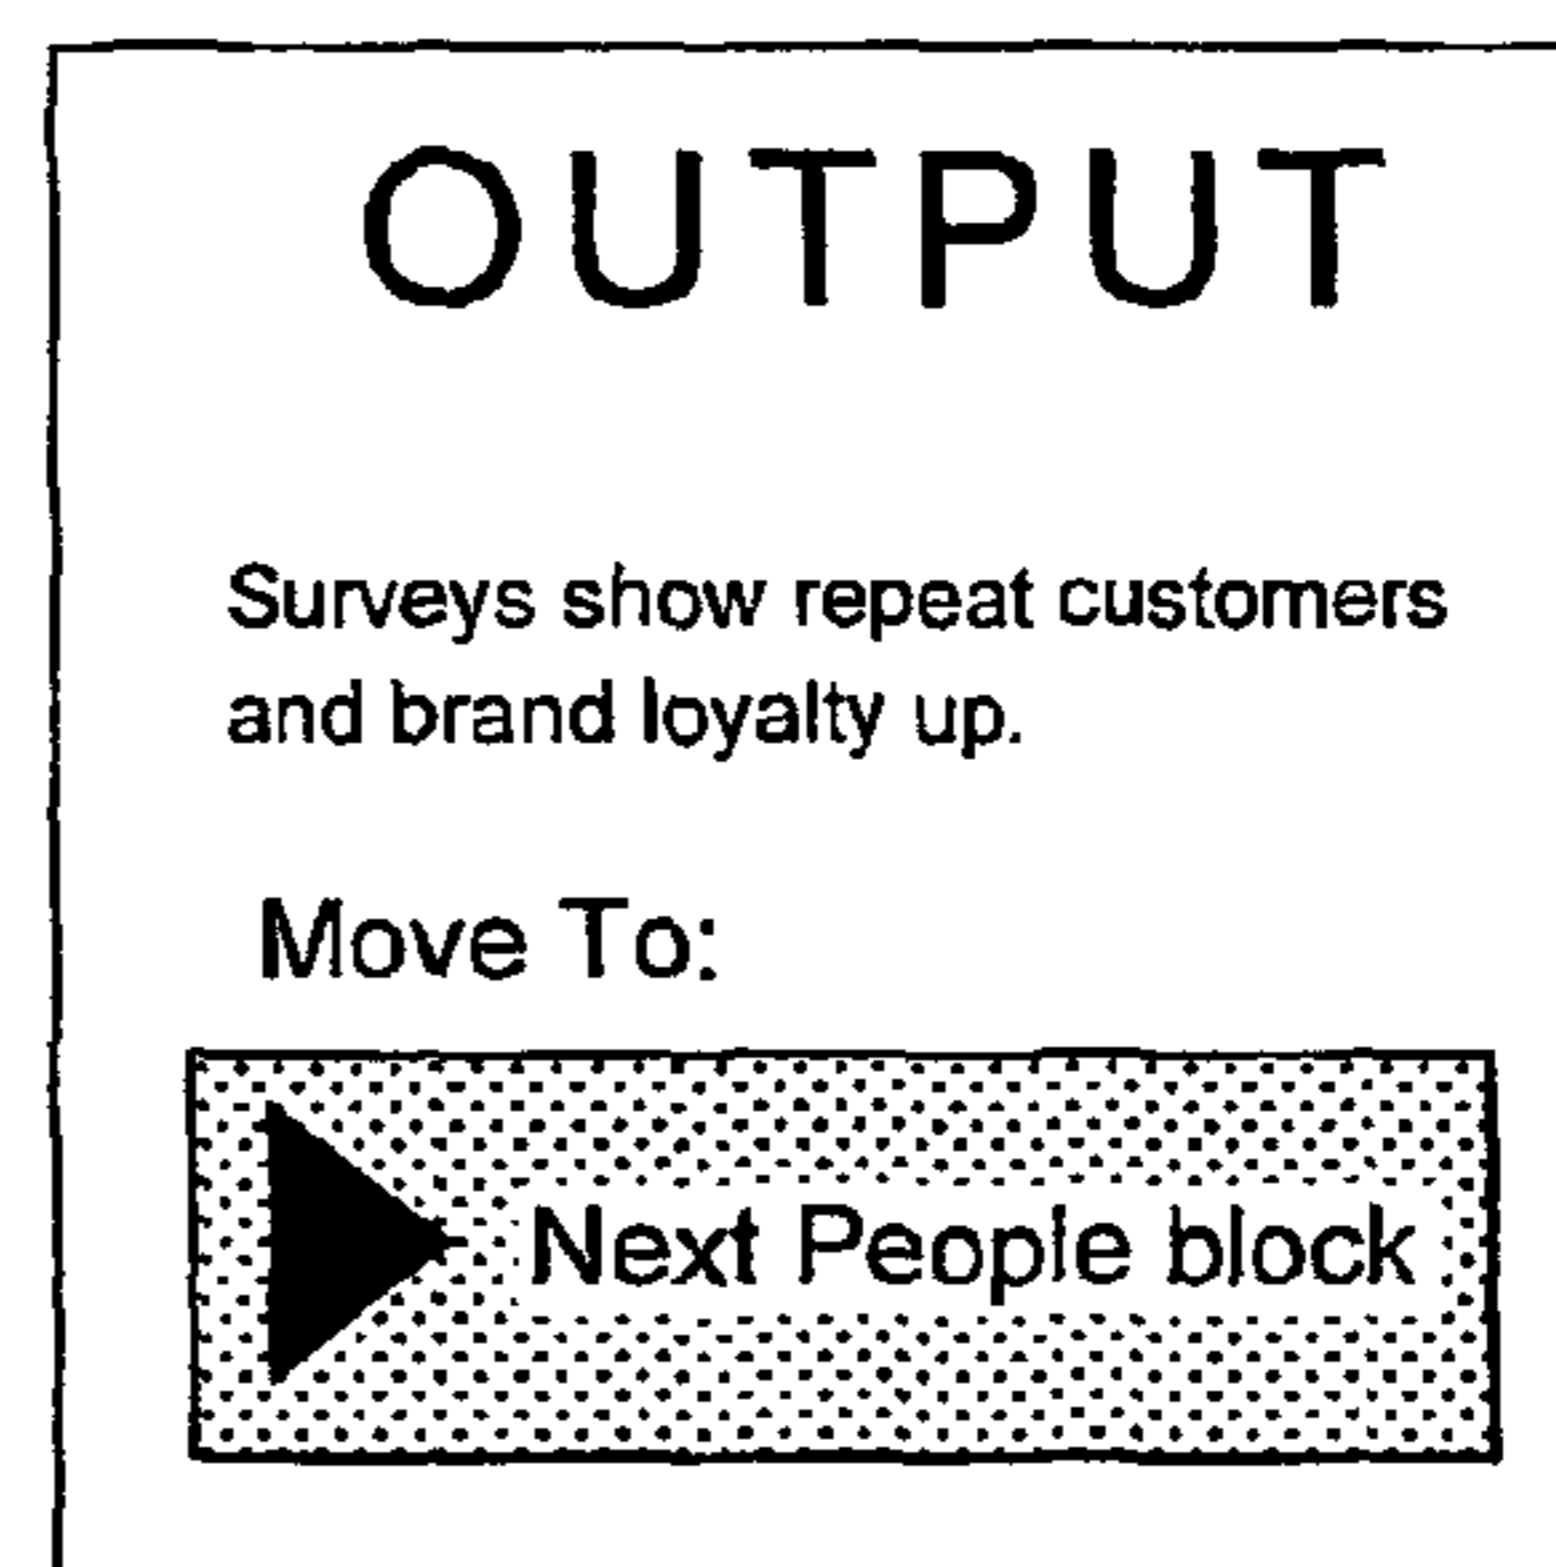 OUTPUT
Surveys show repeat customers
and brand loyalty up.
Move To:
Next People block